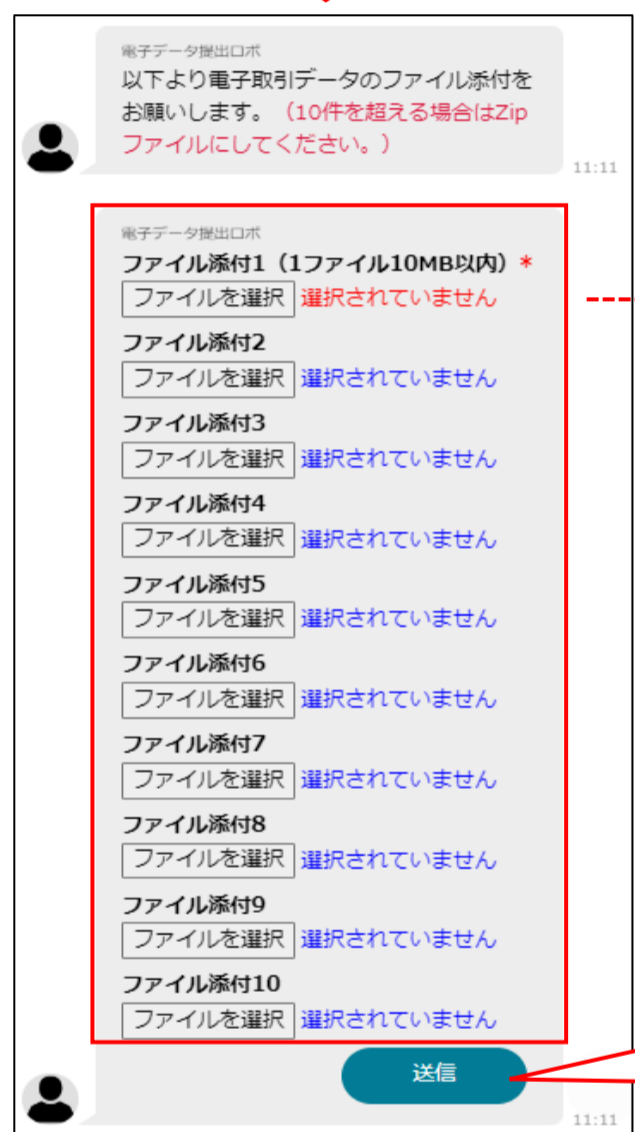 電子データ提出ロボ
以下より電子取引データのファイル添付を
お願いします。（10件を超える場合はZip
ファイルにしてください。）
11:11
電子データ提出ロボ
ファイル添付1（1ファイル10MB以内）*
ファイルを選択 選択されていません
ファイル添付2
ファイルを選択 選択されていません
ファイル添付3
ファイルを選択 選択されていません
ファイル添付4
ファイルを選択 選択されていません
ファイル添付5
ファイルを選択 選択されていません
ファイル添付6
ファイルを選択 選択されていません
ファイル添付7
ファイルを選択 選択されていません
ファイル添付8
ファイルを選択 選択されていません
ファイル添付9
ファイルを選択 選択されていません
ファイル添付10
ファイルを選択 選択されていません
送信
11:11